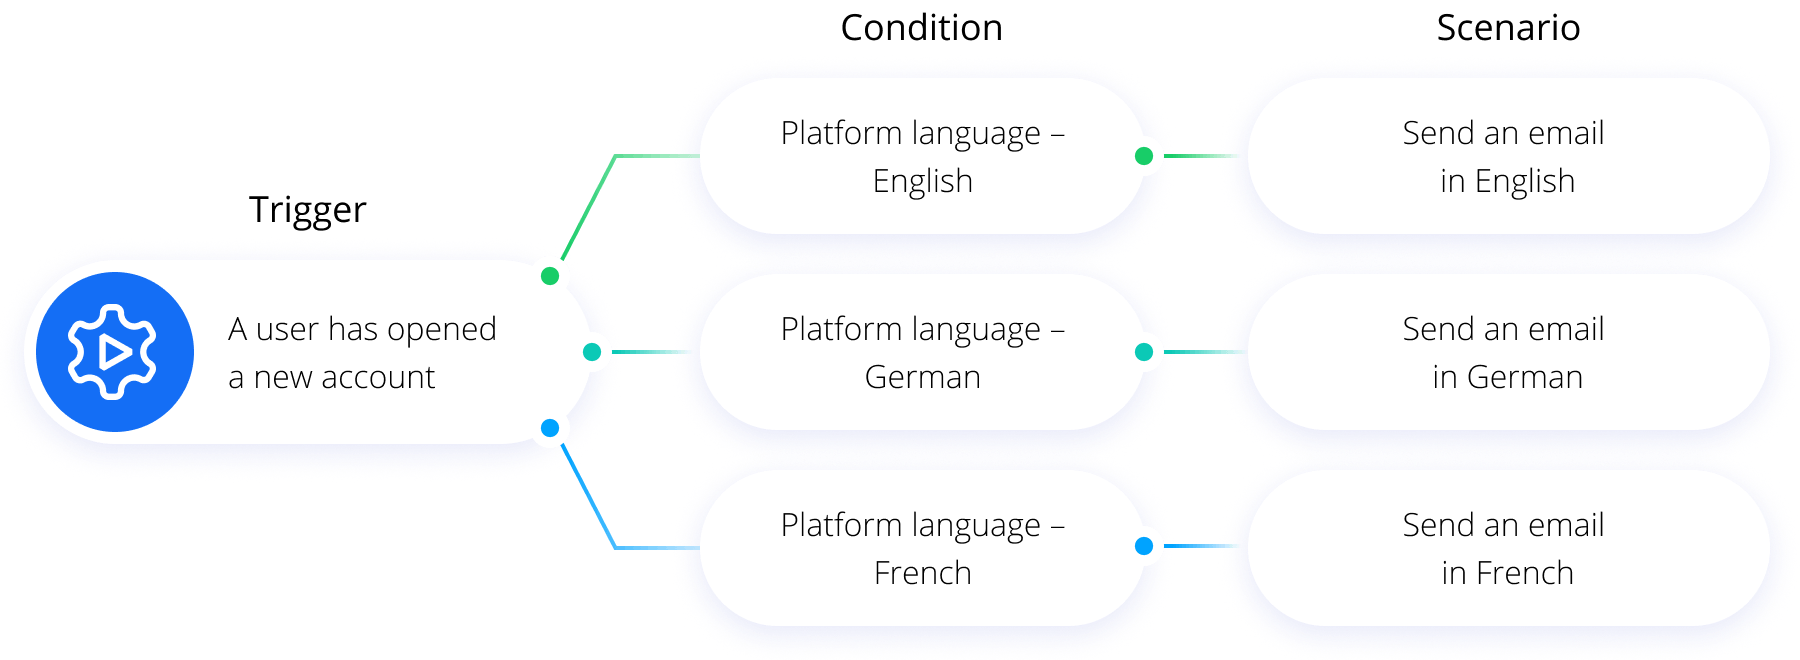 Condition
Scenario
Trigger
A user has opened
a new account
Platform language –
English
Send an email
in English
Platform language –
German
Send an email
in German
Platform language –
French
Send an email
in French